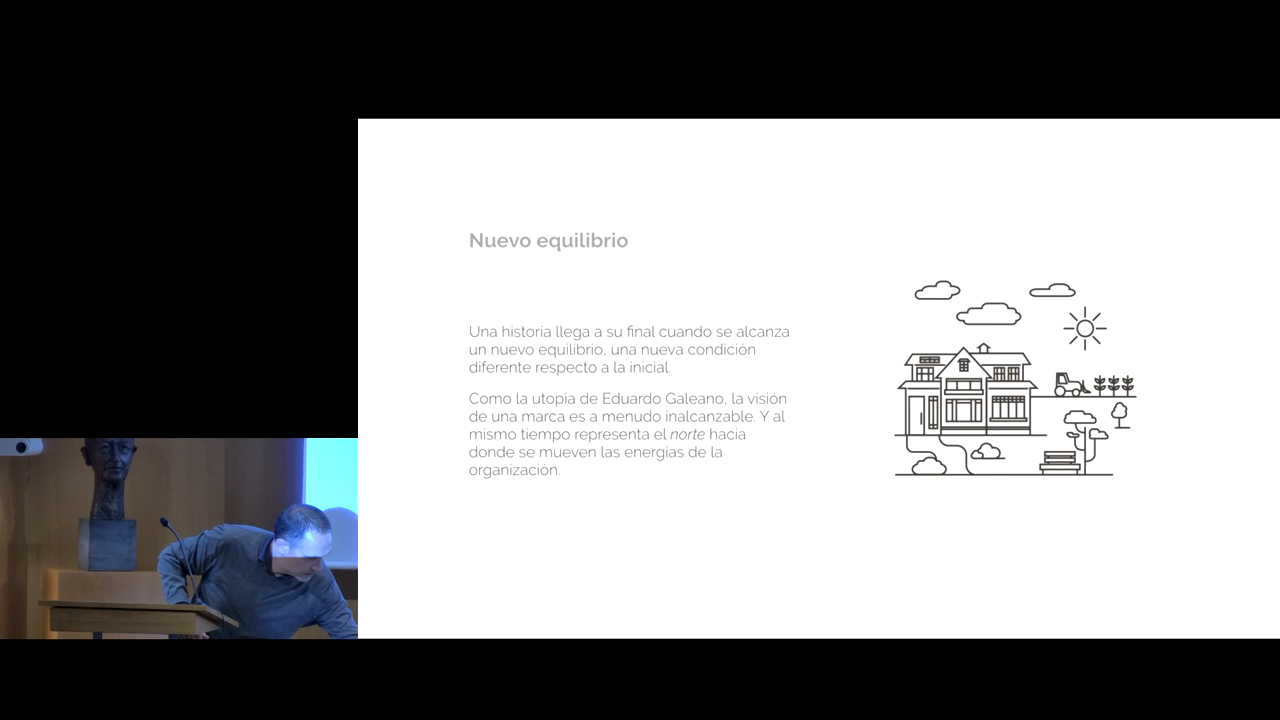 Nuevo equilibrio
Una historia llega a su final cuando se alcanza
un nuevo equilibrio, una nueva condición
diferente respecto a la inicial.
Como la utopia de Eduardo Galeano, la visión
de una marca es a menudo inalcanzable. Y al
mismo tiempo representa el norte hacia
donde se mueven las energias de la
organización.